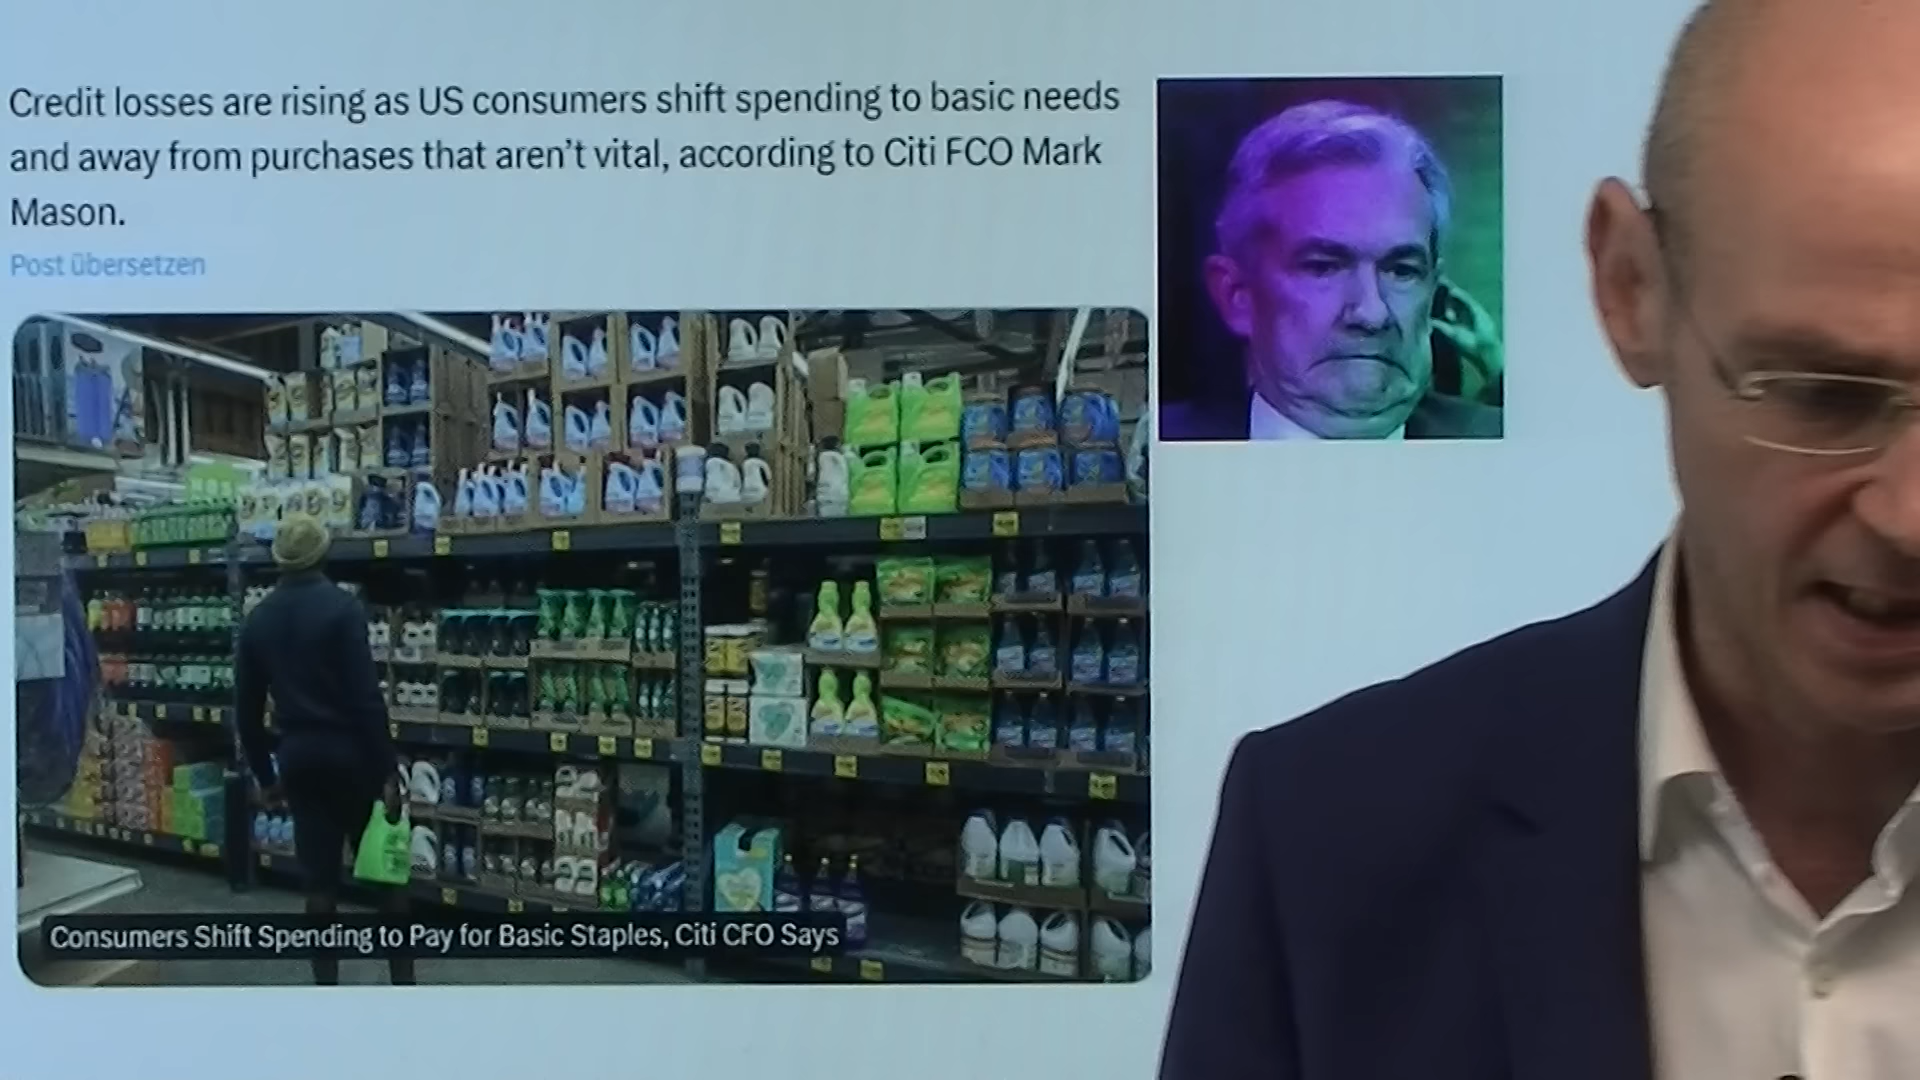 Credit losses are rising as US consumers shift spending to basic needs
and away from purchases that aren't vital, according to Citi FCO Mark
Mason.
Post übersetzen
Consumers Shift Spending to Pay for Basic Staples, Citi CFO Says